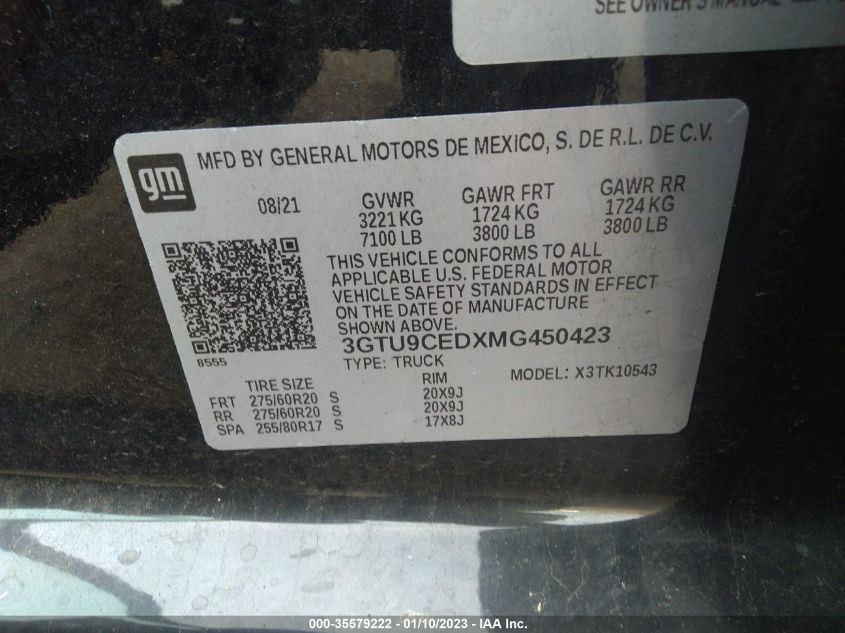 SEE OWNER'S MANUAL
gm
MFD BY GENERAL MOTORS DE MEXICO, S. DE R.L. DE C.V.
08/21
GVWR
3221 KG
7100 LB
GAWR FRT
1724 KG
3800 LB
GAWR RR
1724 KG
3800 LB
THIS VEHICLE CONFORMS TO ALL
APPLICABLE U.S. FEDERAL MOTOR
VEHICLE SAFETY STANDARDS IN EFFECT
ON THE DATE OF MANUFACTURE
SHOWN ABOVE.
8555
3GTU9CEDXMG450423
TYPE: TRUCK
MODEL: X3TK10543
TIRE SIZE RIM
FRT 275/60R20 S 20X9J
RR 275/60R20 S 20X9J
SPA 255/80R17 S 17X8J
000-35579222 - 01/10/2023 - IAA Inc.